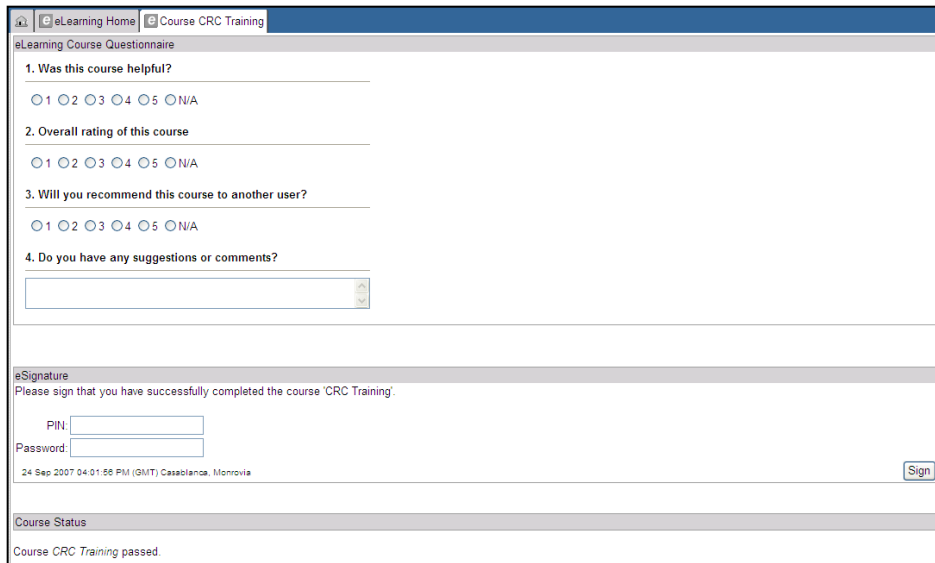 eLearning Home Course CRC Training
eLearning Course Questionnaire
1. Was this course helpful?
1 2 3 4 5 N/A
2. Overall rating of this course
1 2 3 4 5 N/A
3. Will you recommend this course to another user?
1 2 3 4 5 N/A
4. Do you have any suggestions or comments?
eSignature
Please sign that you have successfully completed the course 'CRC Training'.
PIN:
Password:
24 Sep 2007 04:01:56 PM (GMT) Casablanca, Monrovia
Sign
Course Status
Course CRC Training passed.